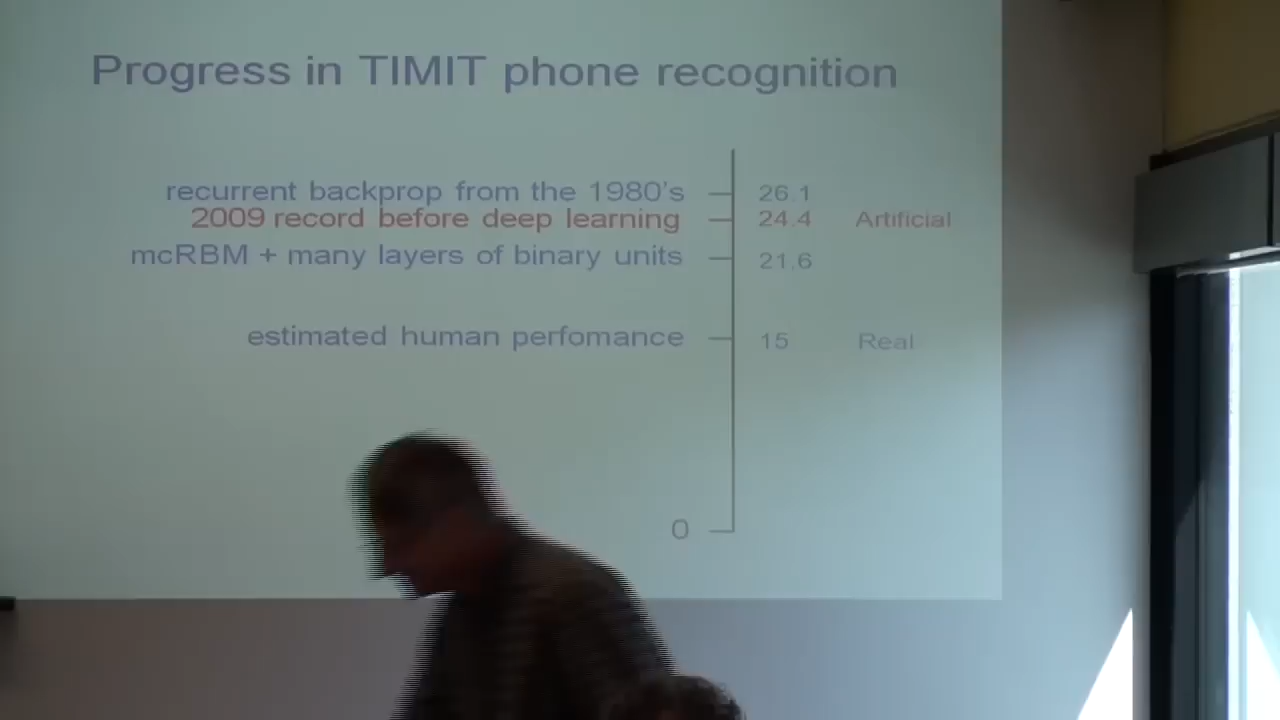 Progress in TIMIT phone recognition
recurrent backprop from the 1980's 26.1
2009 record before deep learning 24.4 Artificial
mcRBM + many layers of binary units 21.6
estimated human perfomance 15 Real
0